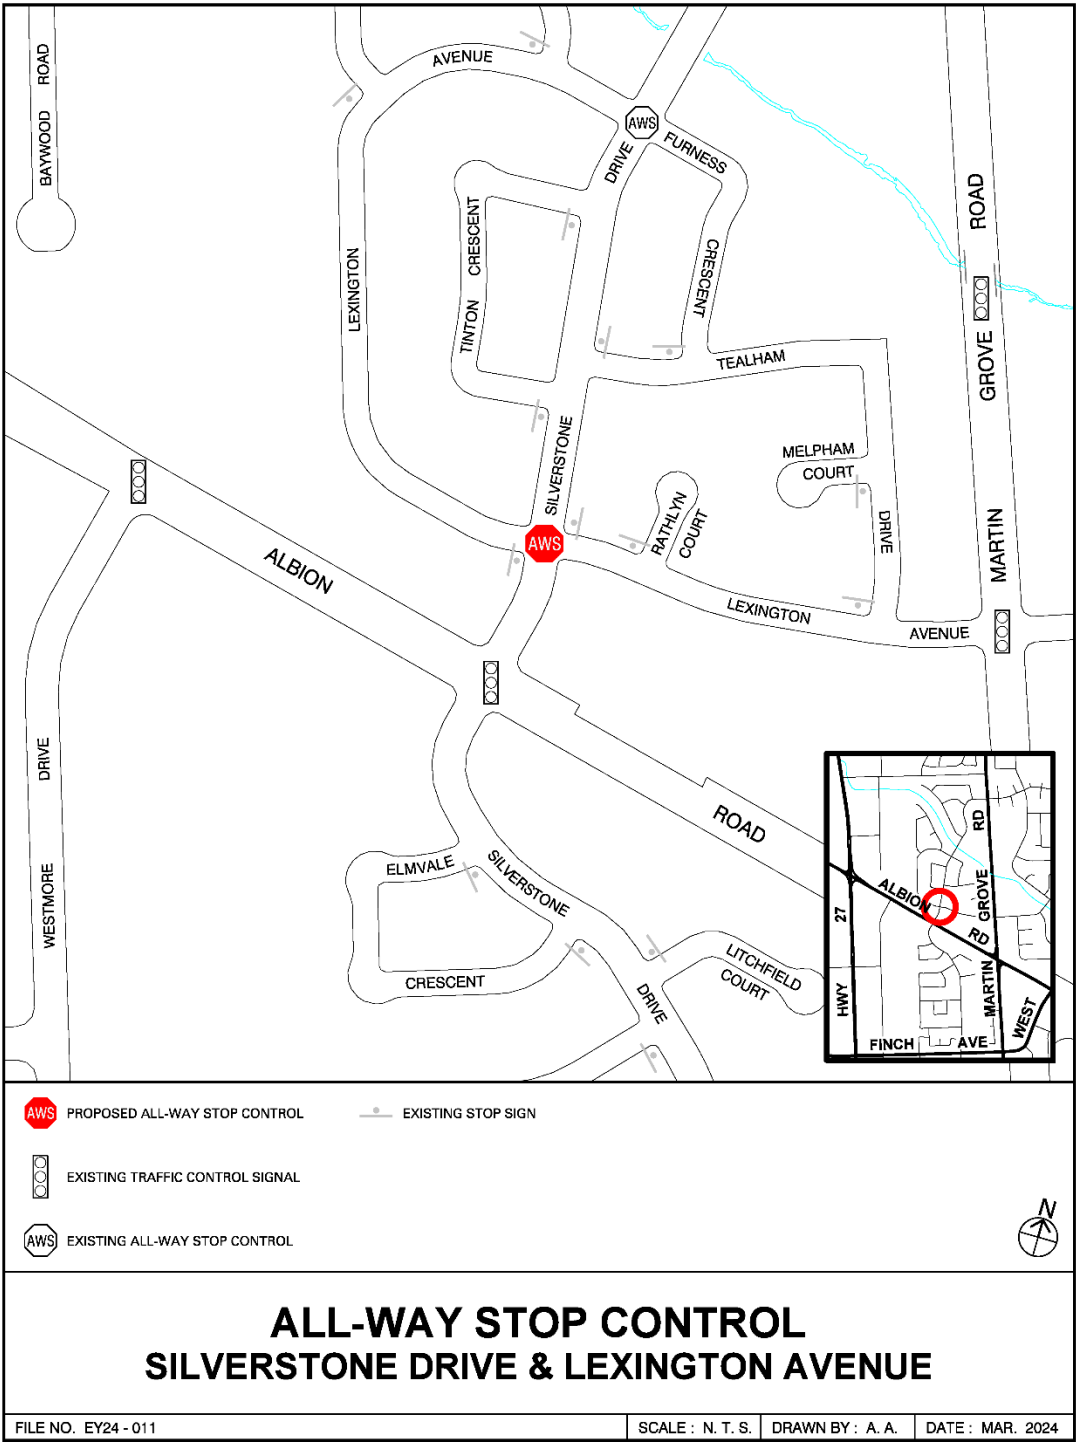 BAYWOOD ROAD
AVENUE
AWS
FURNESS
DRIVE
CRESCENT
TINTON CRESCENT
LEXINGTON
ROAD
GROVE
MARTIN
TEALHAM
DRIVE
MELPHAM
COURT
SILVERSTONE
RATHLYN
COURT
AWS
LEXINGTON
AVENUE
ALBION
ROAD
WESTMORE DRIVE
ELMVALE
CRESCENT
SILVERSTONE
DRIVE
LITCHFIELD
COURT
HWY 27
ALBION
RD
MARTIN GROVE RD
FINCH AVE WEST
AWS PROPOSED ALL-WAY STOP CONTROL
EXISTING STOP SIGN
EXISTING TRAFFIC CONTROL SIGNAL
AWS EXISTING ALL-WAY STOP CONTROL
N
ALL-WAY STOP CONTROL
SILVERSTONE DRIVE & LEXINGTON AVENUE
FILE NO. EY24 - 011
SCALE : N. T. S.
DRAWN BY : A. A.
DATE : MAR. 2024